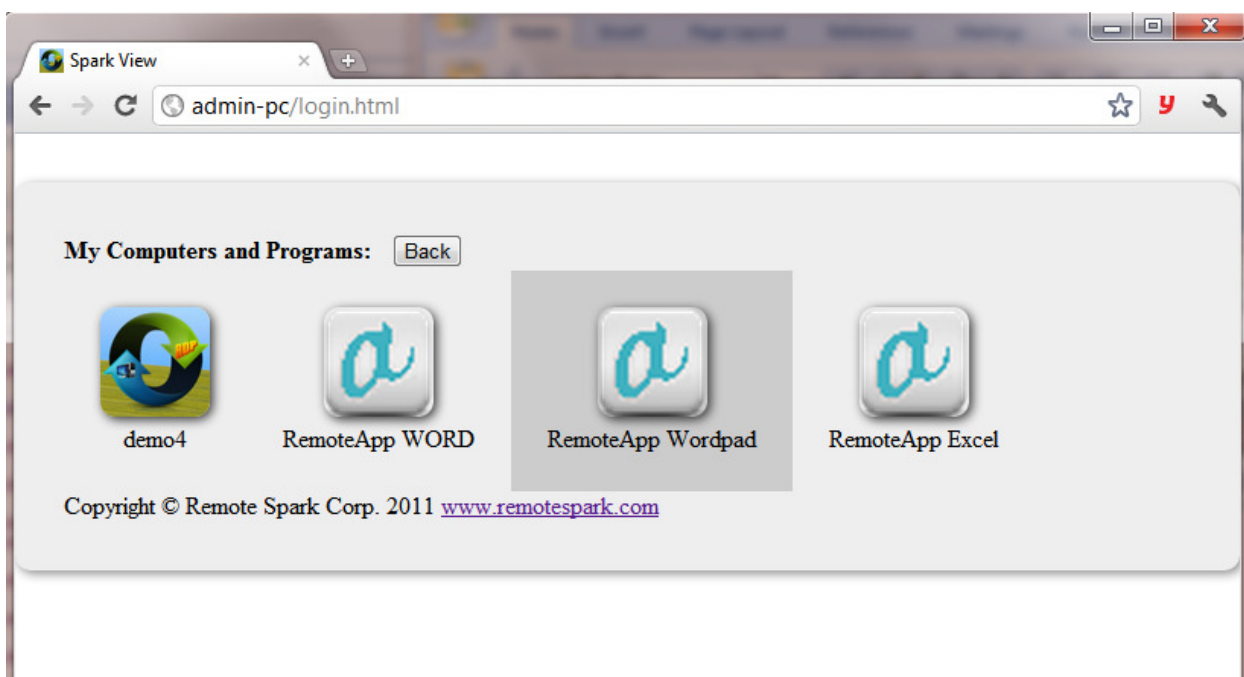 Spark View
admin-pc/login.html
My Computers and Programs: Back
demo4 RemoteApp WORD RemoteApp Wordpad RemoteApp Excel
Copyright © Remote Spark Corp. 2011 www.remotespark.com